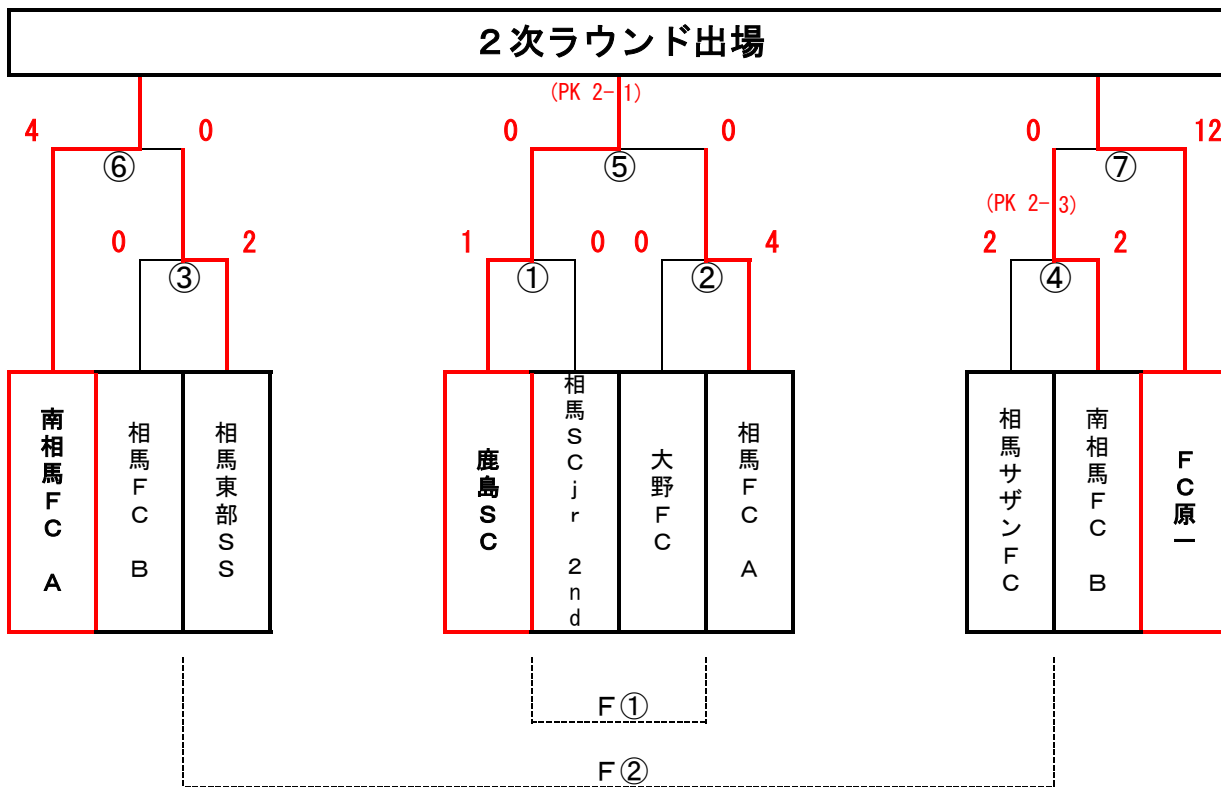 ２次ラウンド出場
(PK 2-1)
4 0 0 0 0 12
⑥ ⑤ ⑦
(PK 2-3)
0 2 1 0 0 4 2 2
③ ① ② ④
南相馬ＦＣ Ａ
相馬ＦＣ Ｂ
相馬東部ＳＳ
鹿島ＳＣ
相馬ＳＣｊｒ ２ｎｄ
大野ＦＣ
相馬ＦＣ Ａ
相馬サザンＦＣ
南相馬ＦＣ Ｂ
ＦＣ原一
Ｆ①
Ｆ②